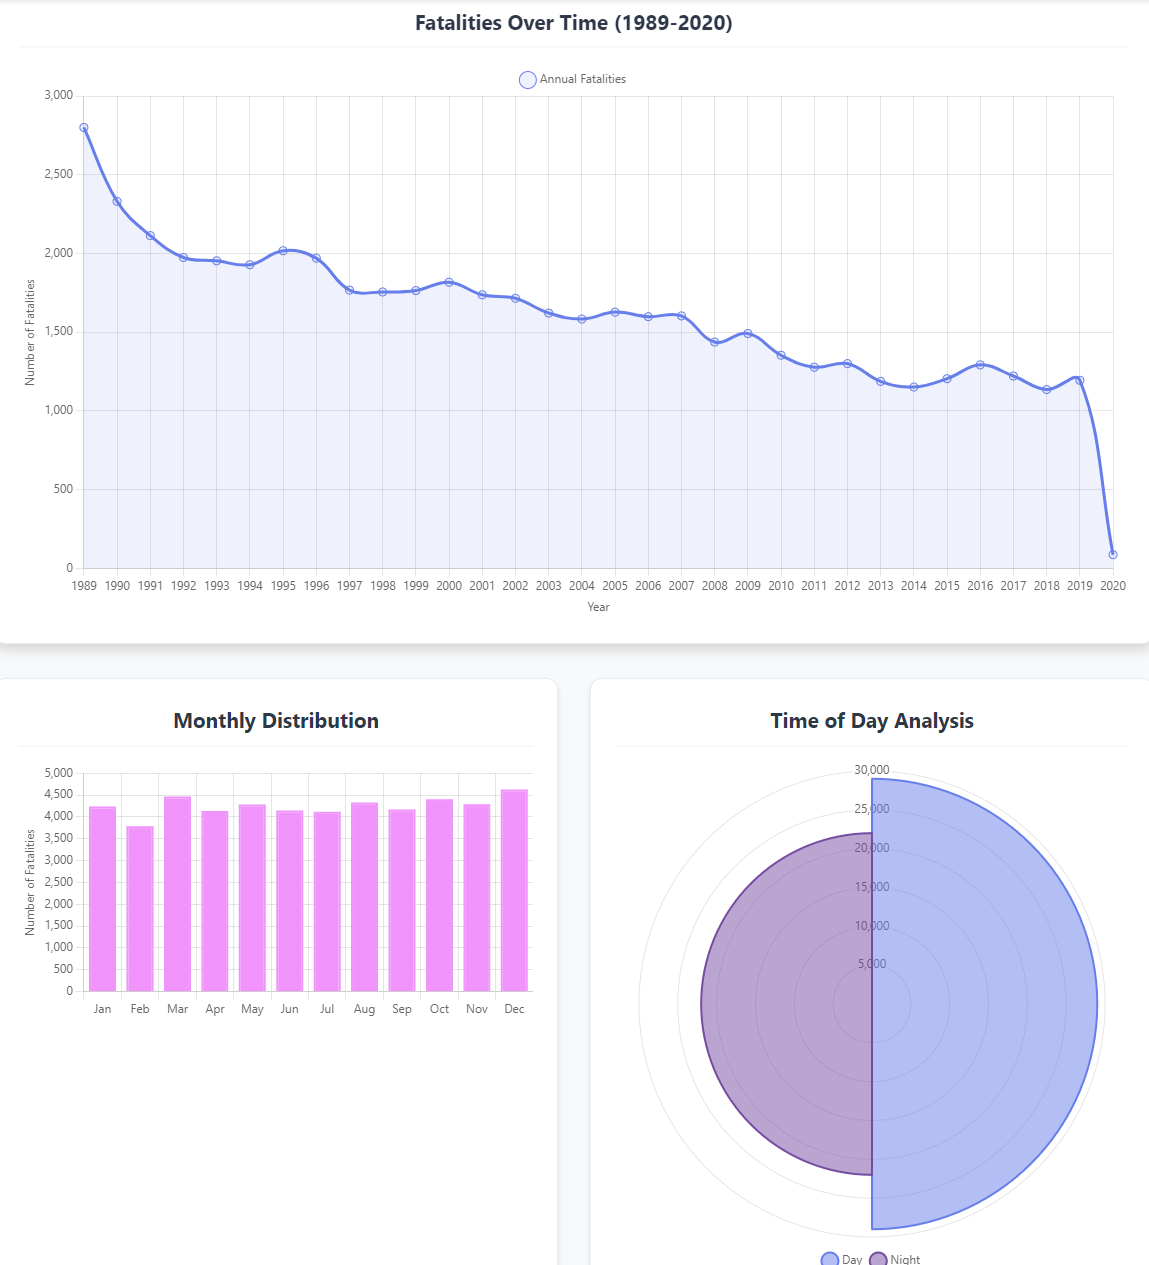 Fatalities Over Time (1989-2020)
Annual Fatalities
3,000
2,500
2,000
1,500
1,000
500
0
Number of Fatalities
1989 1990 1991 1992 1993 1994 1995 1996 1997 1998 1999 2000 2001 2002 2003 2004 2005 2006 2007 2008 2009 2010 2011 2012 2013 2014 2015 2016 2017 2018 2019 2020
Year
Monthly Distribution
5,000
4,500
4,000
3,500
3,000
2,500
2,000
1,500
1,000
500
0
Number of Fatalities
Jan Feb Mar Apr May Jun Jul Aug Sep Oct Nov Dec
Time of Day Analysis
30,000
25,000
20,000
15,000
10,000
5,000
Day Night